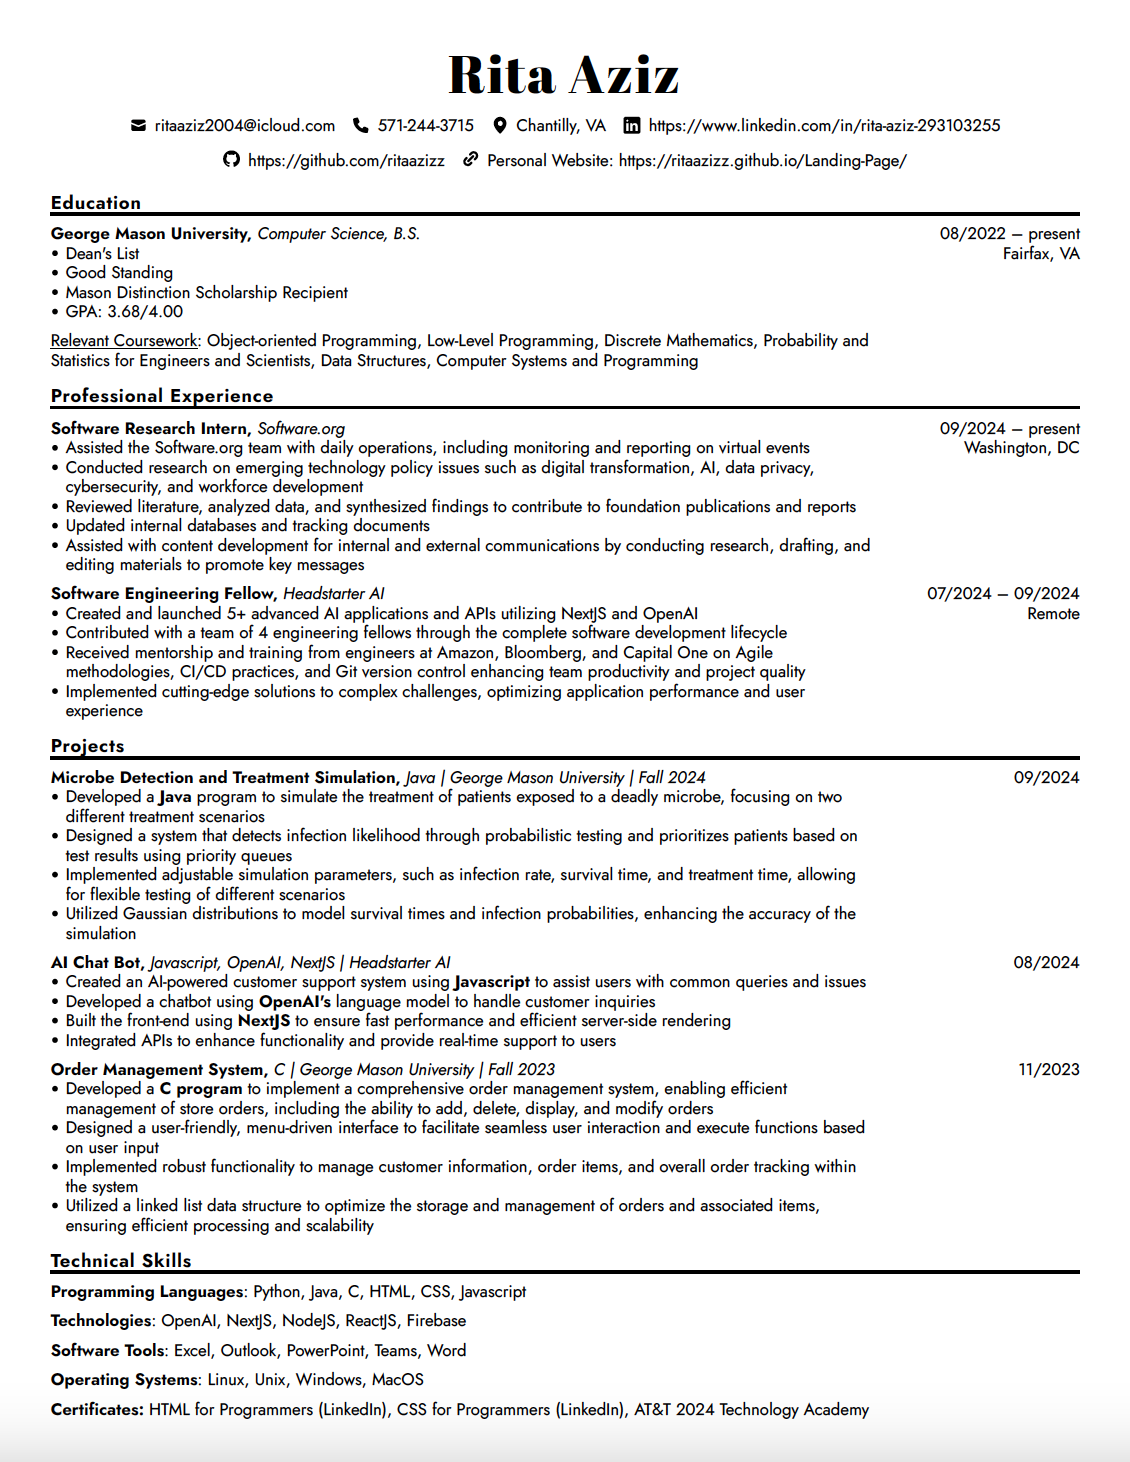 Rita Aziz
ritaaziz2004@icloud.com 571-244-3715 Chantilly, VA https://www.linkedin.com/in/rita-aziz-293103255
https://github.com/ritaazizz Personal Website: https://ritaazizz.github.io/Landing-Page/
Education
George Mason University, Computer Science, B.S. 08/2022 – present
• Dean's List Fairfax, VA
• Good Standing
• Mason Distinction Scholarship Recipient
• GPA: 3.68/4.00
Relevant Coursework: Object-oriented Programming, Low-Level Programming, Discrete Mathematics, Probability and
Statistics for Engineers and Scientists, Data Structures, Computer Systems and Programming
Professional Experience
Software Research Intern, Software.org 09/2024 – present
• Assisted the Software.org team with daily operations, including monitoring and reporting on virtual events Washington, DC
• Conducted research on emerging technology policy issues such as digital transformation, AI, data privacy,
cybersecurity, and workforce development
• Reviewed literature, analyzed data, and synthesized findings to contribute to foundation publications and reports
• Updated internal databases and tracking documents
• Assisted with content development for internal and external communications by conducting research, drafting, and
editing materials to promote key messages
Software Engineering Fellow, Headstarter AI 07/2024 – 09/2024
• Created and launched 5+ advanced AI applications and APIs utilizing NextJS and OpenAI Remote
• Contributed with a team of 4 engineering fellows through the complete software development lifecycle
• Received mentorship and training from engineers at Amazon, Bloomberg, and Capital One on Agile
methodologies, CI/CD practices, and Git version control enhancing team productivity and project quality
• Implemented cutting-edge solutions to complex challenges, optimizing application performance and user
experience
Projects
Microbe Detection and Treatment Simulation, Java | George Mason University | Fall 2024 09/2024
• Developed a Java program to simulate the treatment of patients exposed to a deadly microbe, focusing on two
different treatment scenarios
• Designed a system that detects infection likelihood through probabilistic testing and prioritizes patients based on
test results using priority queues
• Implemented adjustable simulation parameters, such as infection rate, survival time, and treatment time, allowing
for flexible testing of different scenarios
• Utilized Gaussian distributions to model survival times and infection probabilities, enhancing the accuracy of the
simulation
AI Chat Bot, Javascript, OpenAI, NextJS | Headstarter AI 08/2024
• Created an AI-powered customer support system using Javascript to assist users with common queries and issues
• Developed a chatbot using OpenAI's language model to handle customer inquiries
• Built the front-end using NextJS to ensure fast performance and efficient server-side rendering
• Integrated APIs to enhance functionality and provide real-time support to users
Order Management System, C | George Mason University | Fall 2023 11/2023
• Developed a C program to implement a comprehensive order management system, enabling efficient
management of store orders, including the ability to add, delete, display, and modify orders
• Designed a user-friendly, menu-driven interface to facilitate seamless user interaction and execute functions based
on user input
• Implemented robust functionality to manage customer information, order items, and overall order tracking within
the system
• Utilized a linked list data structure to optimize the storage and management of orders and associated items,
ensuring efficient processing and scalability
Technical Skills
Programming Languages: Python, Java, C, HTML, CSS, Javascript
Technologies: OpenAI, NextJS, NodeJS, ReactJS, Firebase
Software Tools: Excel, Outlook, PowerPoint, Teams, Word
Operating Systems: Linux, Unix, Windows, MacOS
Certificates: HTML for Programmers (LinkedIn), CSS for Programmers (LinkedIn), AT&T 2024 Technology Academy